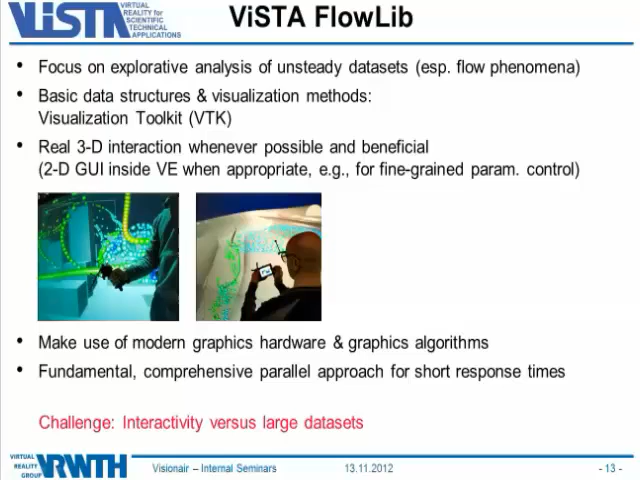 ViSTA
VIRTUAL
REALITY for
SCIENTIFIC
TECHNICAL
APPLICATIONS
ViSTA FlowLib
• Focus on explorative analysis of unsteady datasets (esp. flow phenomena)
• Basic data structures & visualization methods:
Visualization Toolkit (VTK)
• Real 3-D interaction whenever possible and beneficial
(2-D GUI inside VE when appropriate, e.g., for fine-grained param. control)
• Make use of modern graphics hardware & graphics algorithms
• Fundamental, comprehensive parallel approach for short response times
Challenge: Interactivity versus large datasets
VIRTUAL
REALITY
GROUP
VRWTH
Visionair – Internal Seminars 13.11.2012 - 13 -